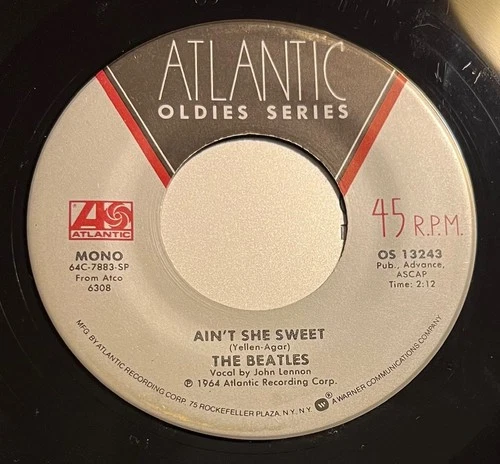 ATLANTIC
OLDIES SERIES
ATLANTIC
MONO
64C-7883-SP
From Atco
6308
45 R.P.M.
OS 13243
Pub., Advance,
ASCAP
Time: 2:12
AIN'T SHE SWEET
(Yellen-Agar)
THE BEATLES
Vocal by John Lennon
℗ 1964 Atlantic Recording Corp.
MFG. BY ATLANTIC RECORDING CORP. 75 ROCKEFELLER PLAZA, N.Y., N.Y. A WARNER COMMUNICATIONS COMPANY